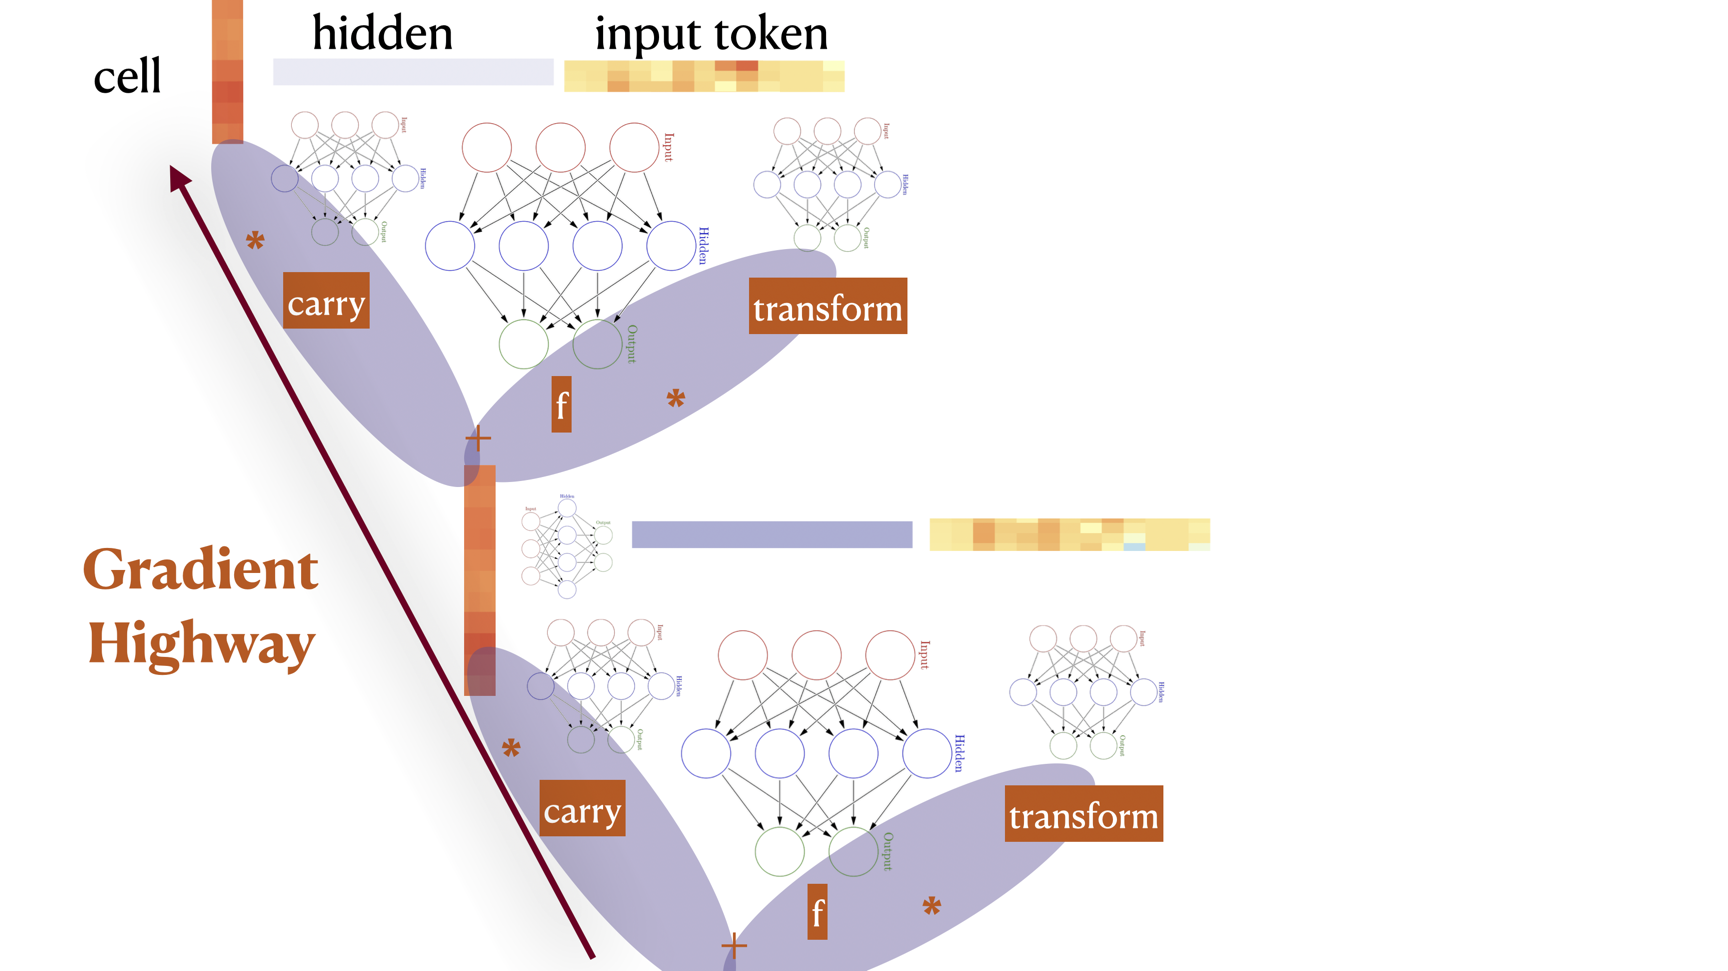 hidden
input token
cell
Input
Input
Input
Hidden
Hidden
Hidden
Output
Output
Output
*
carry
transform
f
*
+
Hidden
Input
Output
Gradient
Highway
Input
Input
Input
Hidden
Hidden
Hidden
Output
Output
Output
*
carry
transform
f
*
+